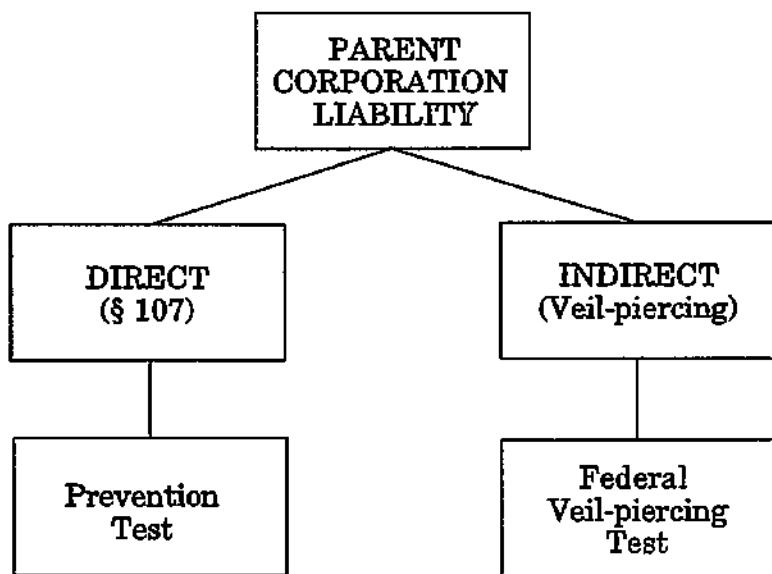 PARENT
CORPORATION
LIABILITY
DIRECT
(§ 107)
INDIRECT
(Veil-piercing)
Prevention
Test
Federal
Veil-piercing
Test